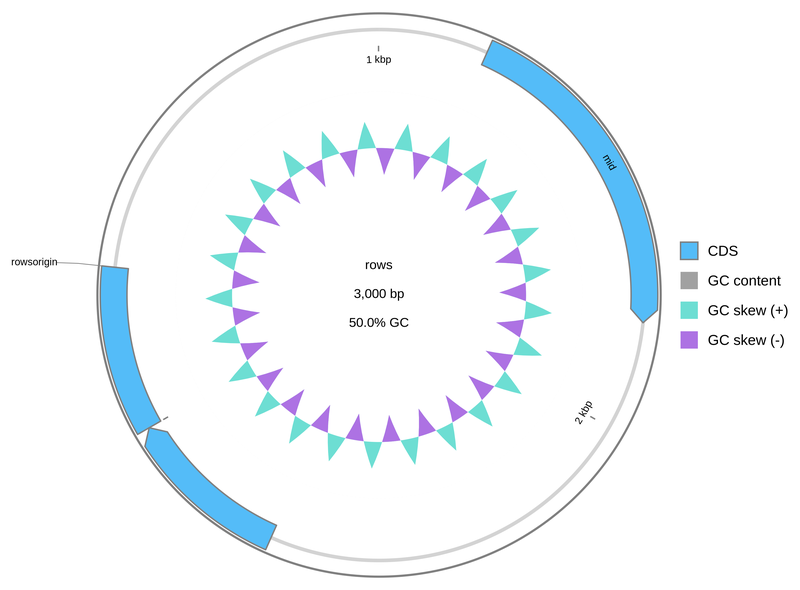 1 kbp
mid
rowsorigin
rows
3,000 bp
50.0% GC
2 kbp
CDS
GC content
GC skew (+)
GC skew (-)